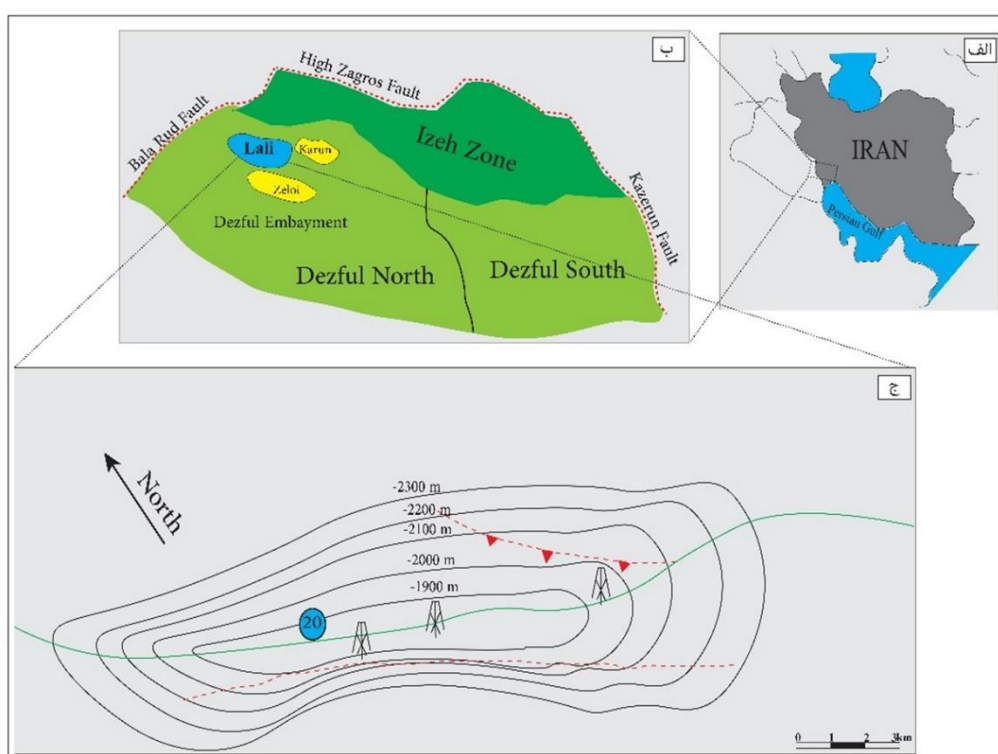 ب
High Zagros Fault
Bala Rud Fault
Izeh Zone
Lali
Karun
Zeloi
Kazerun Fault
Dezful Embayment
Dezful North
Dezful South
الف
IRAN
Persian Gulf
ج
North
-2300 m
-2200 m
-2100 m
-2000 m
-1900 m
20
0 1 2 3km